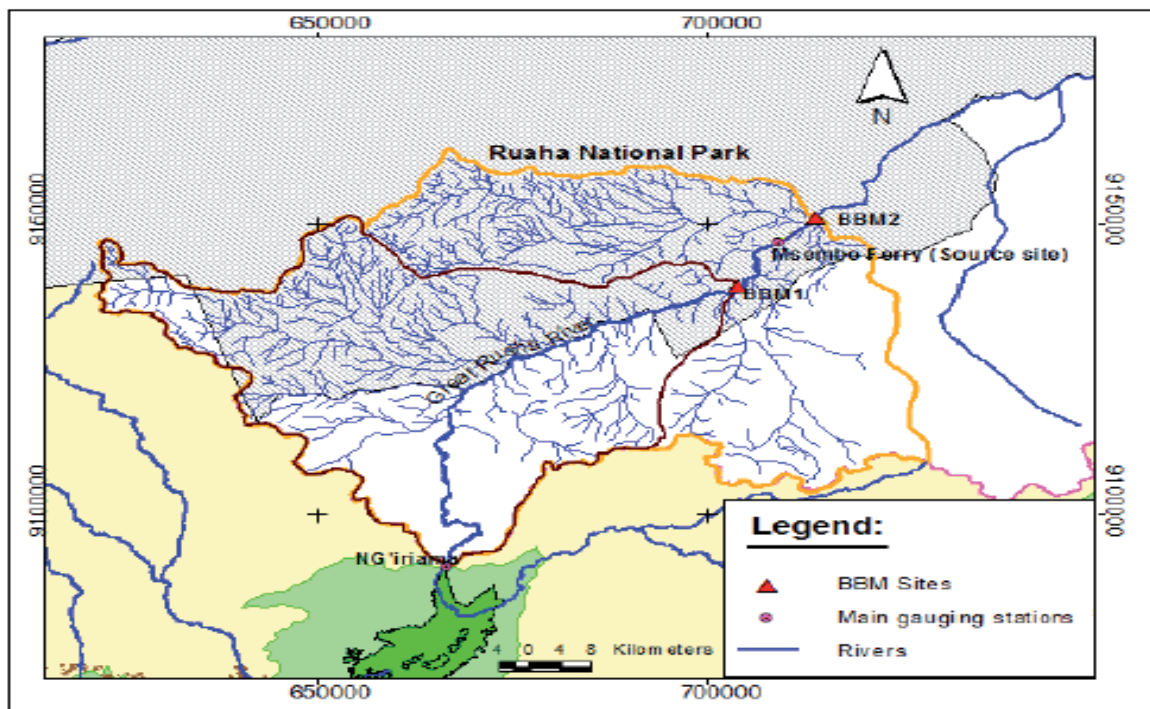 650000 700000
N
Ruaha National Park
9150000 9150000
BBM2
Msembe Ferry (Source site)
BBM1
Great Ruaha River
9100000 9100000
NG'iriama
Legend:
BBM Sites
Main gauging stations
Rivers
4 0 4 8 Kilometers
650000 700000